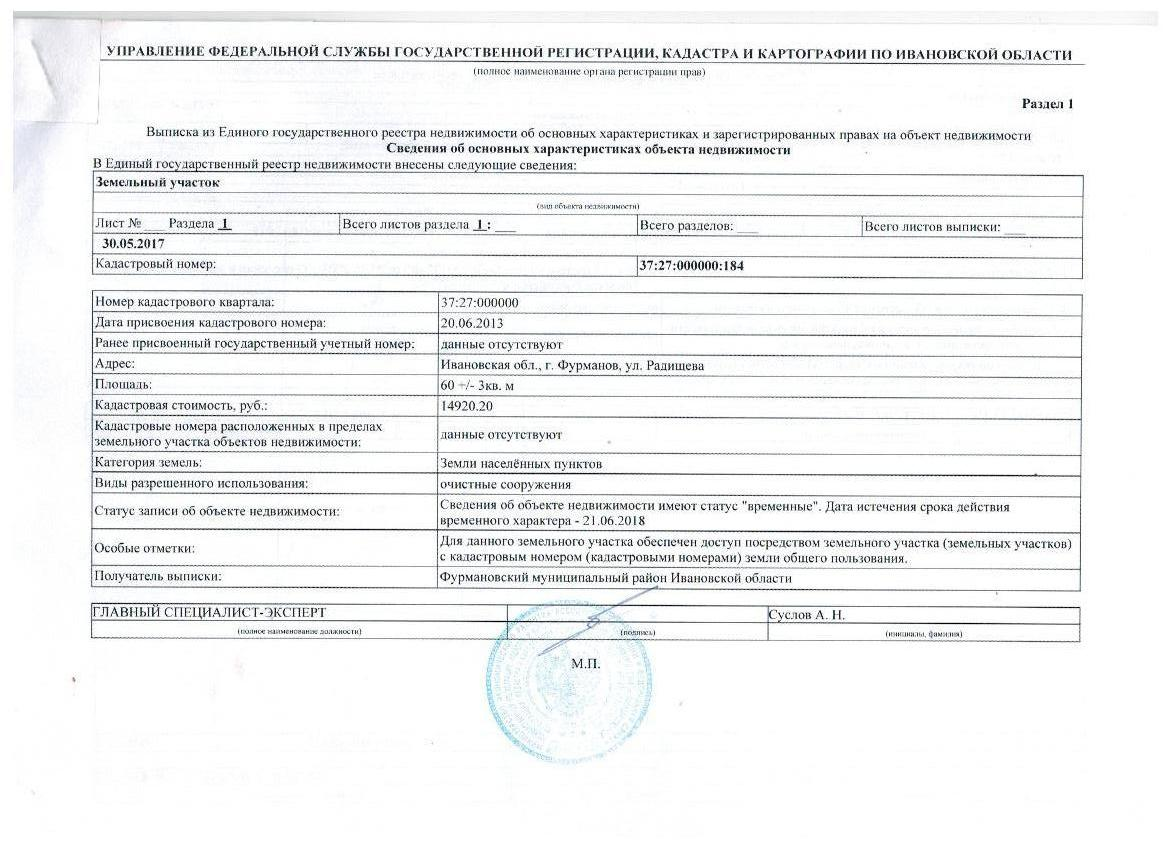 УПРАВЛЕНИЕ ФЕДЕРАЛЬНОЙ СЛУЖБЫ ГОСУДАРСТВЕННОЙ РЕГИСТРАЦИИ, КАДАСТРА И КАРТОГРАФИИ ПО ИВАНОВСКОЙ ОБЛАСТИ
(полное наименование органа регистрации прав)
Раздел 1
Выписка из Единого государственного реестра недвижимости об основных характеристиках и зарегистрированных правах на объект недвижимости
Сведения об основных характеристиках объекта недвижимости
В Единый государственный реестр недвижимости внесены следующие сведения:
Земельный участок
(вид объекта недвижимости)
Лист № ___ Раздела 1 Всего листов раздела 1 : ___ Всего разделов: ___ Всего листов выписки: ___
30.05.2017
Кадастровый номер: 37:27:000000:184
Номер кадастрового квартала: 37:27:000000
Дата присвоения кадастрового номера: 20.06.2013
Ранее присвоенный государственный учетный номер: данные отсутствуют
Адрес: Ивановская обл., г. Фурманов, ул. Радищева
Площадь: 60 +/- 3кв. м
Кадастровая стоимость, руб.: 14920.20
Кадастровые номера расположенных в пределах
земельного участка объектов недвижимости: данные отсутствуют
Категория земель: Земли населённых пунктов
Виды разрешенного использования: очистные сооружения
Статус записи об объекте недвижимости: Сведения об объекте недвижимости имеют статус "временные". Дата истечения срока действия
временного характера - 21.06.2018
Особые отметки: Для данного земельного участка обеспечен доступ посредством земельного участка (земельных участков)
с кадастровым номером (кадастровыми номерами) земли общего пользования.
Получатель выписки: Фурмановский муниципальный район Ивановской области
ГЛАВНЫЙ СПЕЦИАЛИСТ-ЭКСПЕРТ Суслов А. Н.
(полное наименование должности) (подпись) (инициалы, фамилия)
М.П.